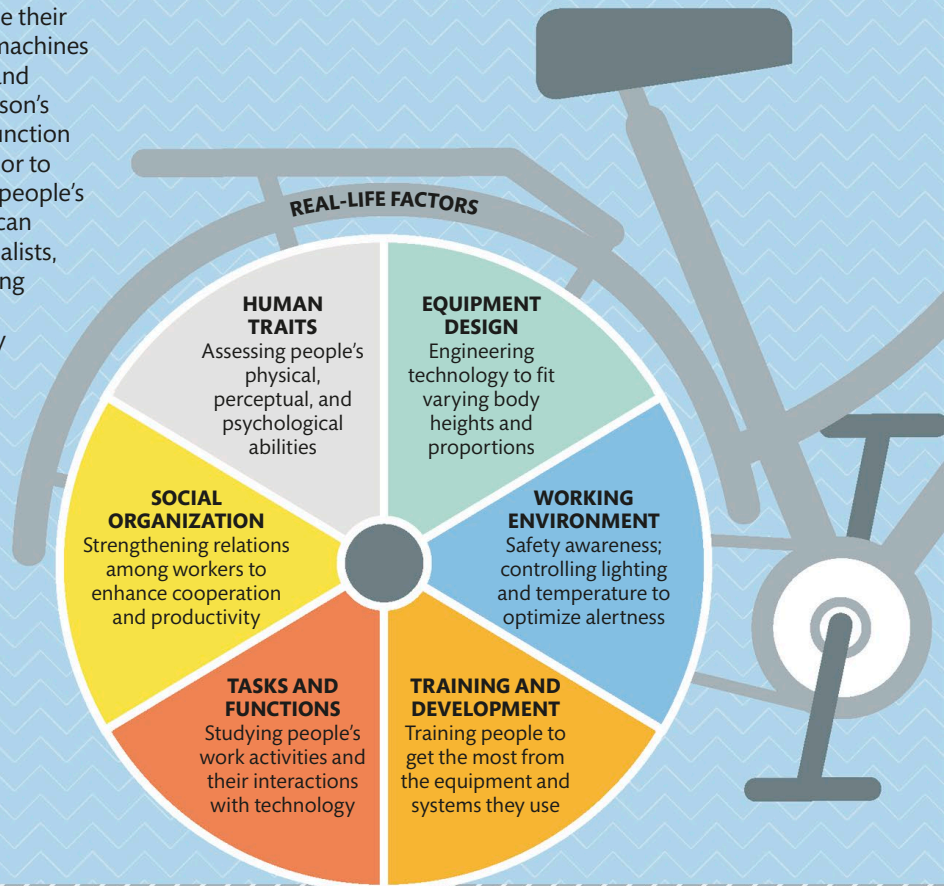 e their
machines
nd
son's
unction
or to
people's
can
alists,
ng
y
REAL-LIFE FACTORS
HUMAN
TRAITS
Assessing people's
physical,
perceptual, and
psychological
abilities
EQUIPMENT
DESIGN
Engineering
technology to fit
varying body
heights and
proportions
SOCIAL
ORGANIZATION
Strengthening relations
among workers to
enhance cooperation
and productivity
WORKING
ENVIRONMENT
Safety awareness;
controlling lighting
and temperature to
optimize alertness
TASKS AND
FUNCTIONS
Studying people's
work activities and
their interactions
with technology
TRAINING AND
DEVELOPMENT
Training people to
get the most from
the equipment and
systems they use